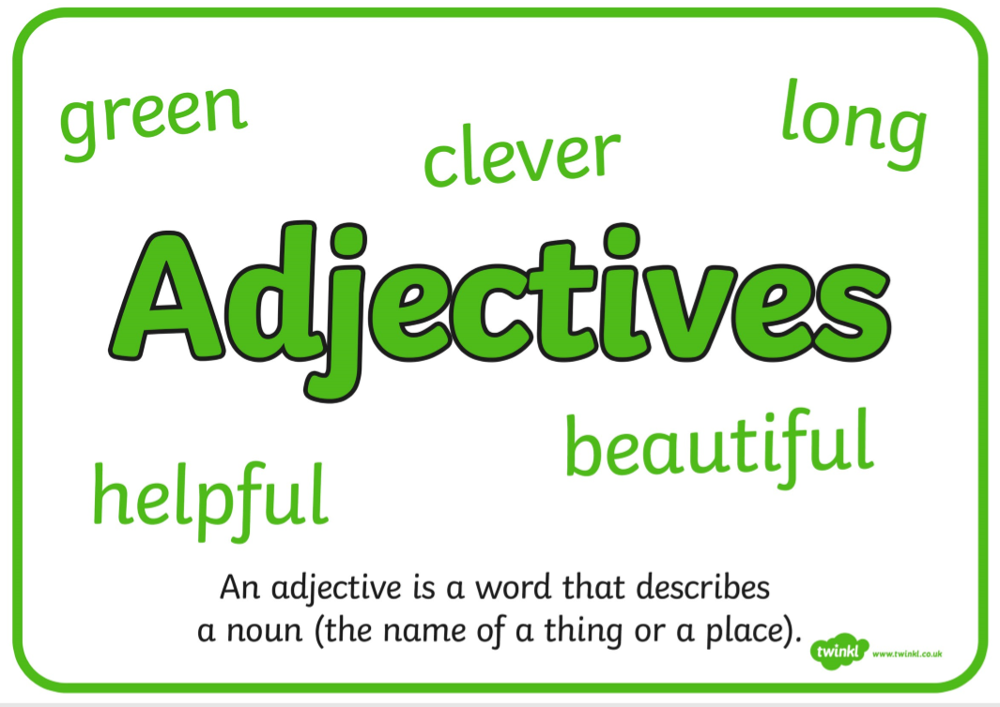 green
clever
long
Adjectives
beautiful
helpful
An adjective is a word that describes
a noun (the name of a thing or a place).
twinkl
www.twinkl.co.uk